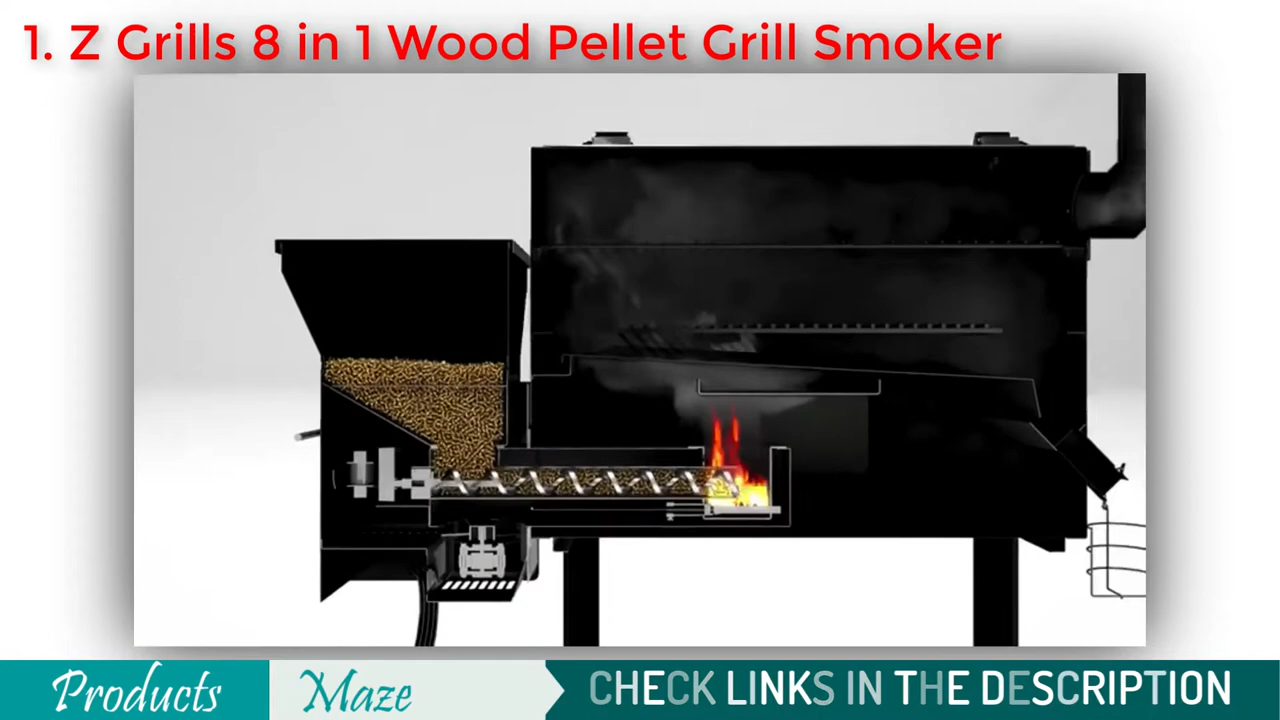 1. Z Grills 8 in 1 Wood Pellet Grill Smoker
Products Maze CHECK LINKS IN THE DESCRIPTION